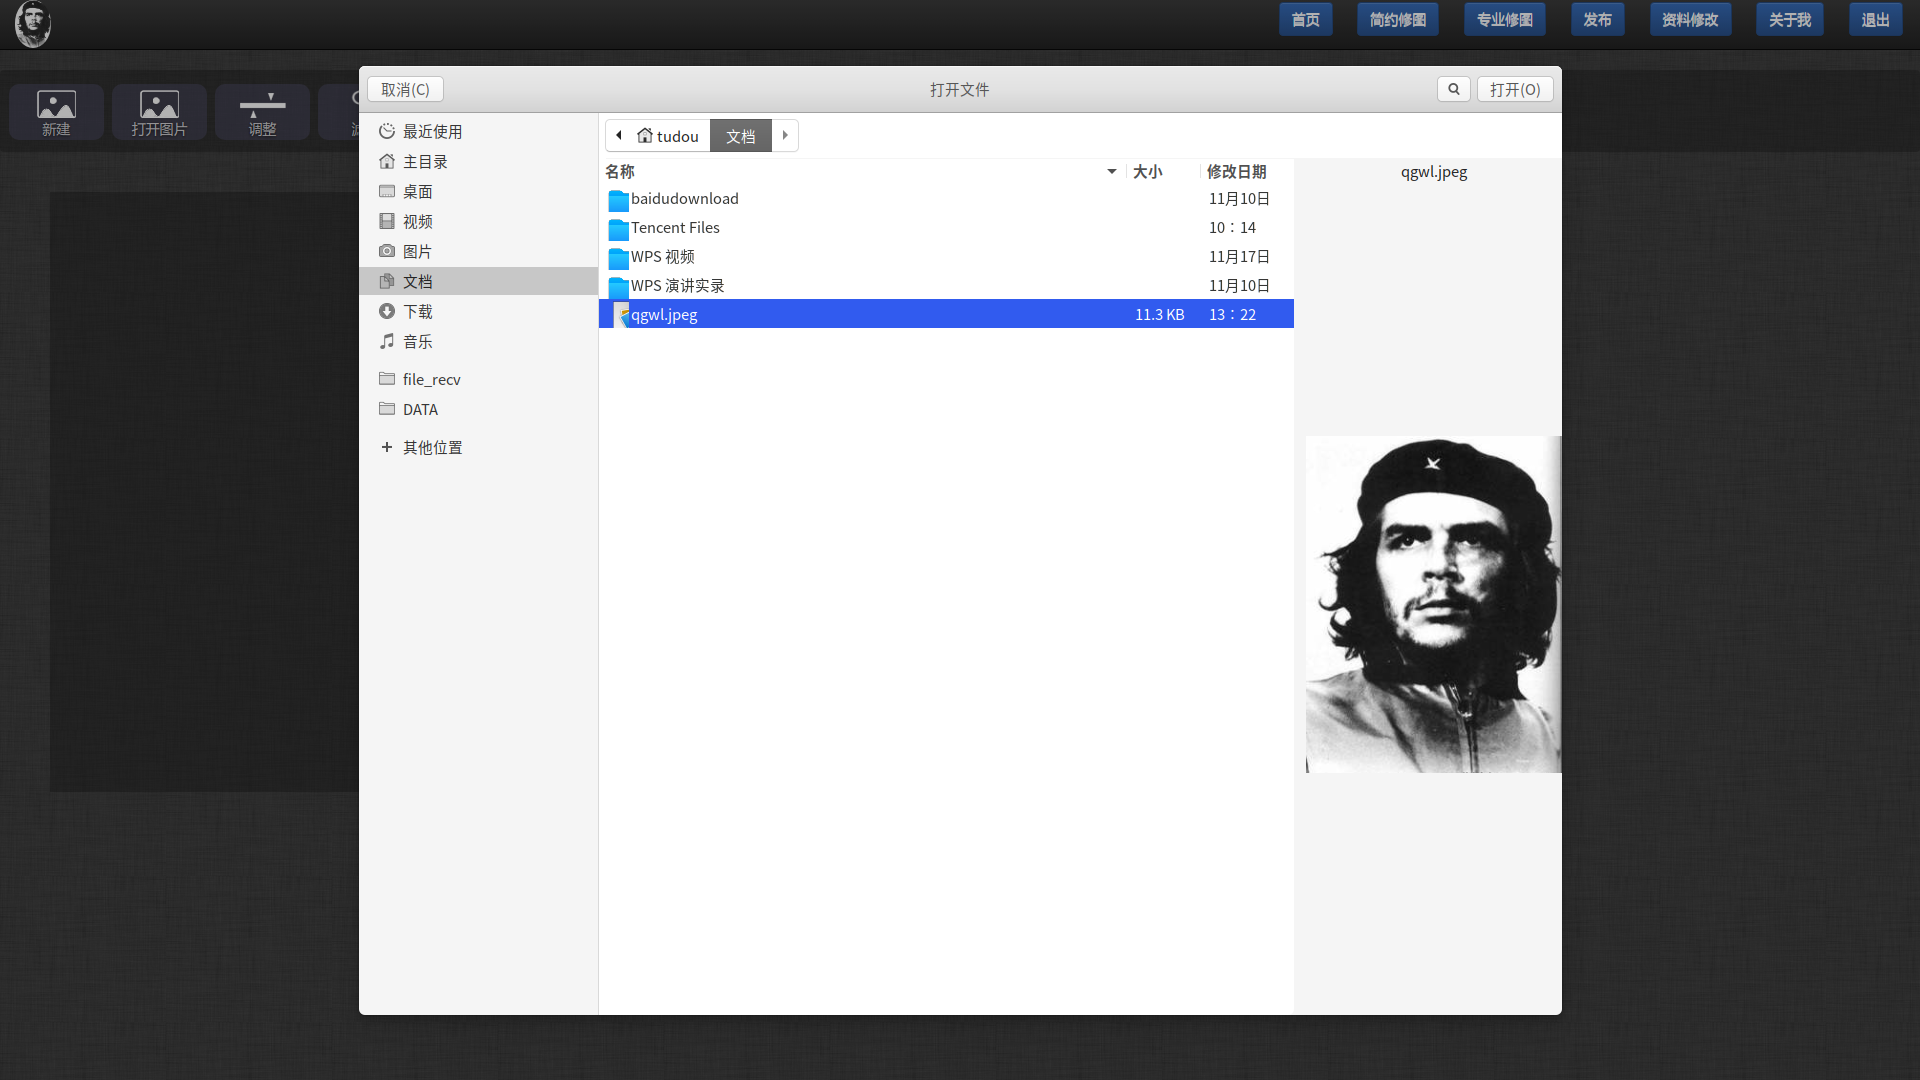 首页 简约修图 专业修图 发布 资料修改 关于我 退出
新建 打开图片 调整
取消(C) 打开文件 打开(O)
最近使用
主目录
桌面
视频
图片
文档
下载
音乐
file_recv
DATA
其他位置
tudou 文档
名称 大小 修改日期
baidudownload 11月10日
Tencent Files 10：14
WPS 视频 11月17日
WPS 演讲实录 11月10日
qgwl.jpeg 11.3 KB 13：22
qgwl.jpeg